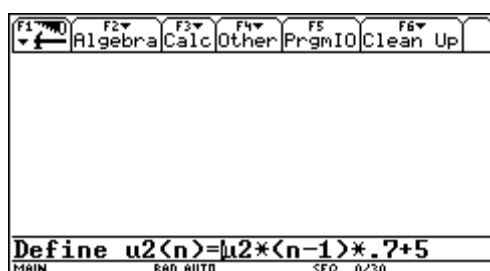 F1 F2 F3 F4 F5 F6
Algebra Calc Other PrgmIO Clean Up
Define u2(n)=u2*(n-1)*.7+5
MAIN RAD AUTO SEQ 0/30